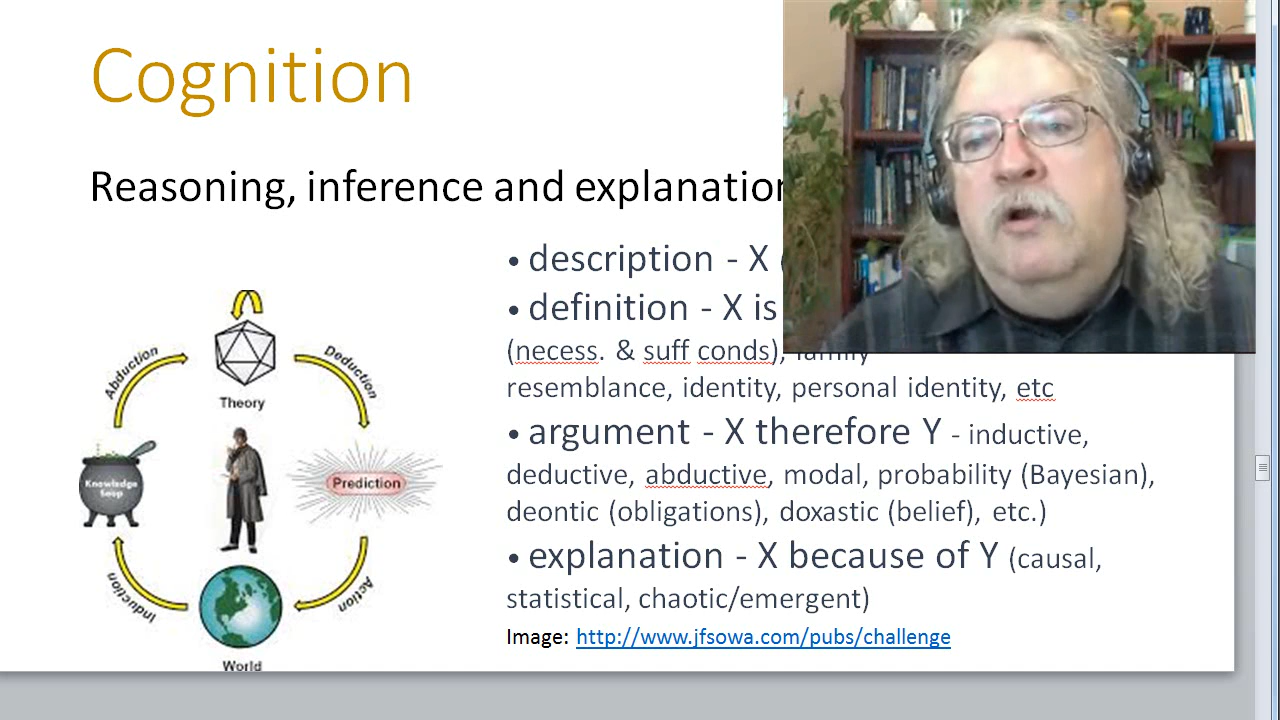 Cognition
Reasoning, inference and explanation
• description - X
• definition - X is
(necess. & suff conds), family
resemblance, identity, personal identity, etc
• argument - X therefore Y - inductive,
deductive, abductive, modal, probability (Bayesian),
deontic (obligations), doxastic (belief), etc.)
• explanation - X because of Y (causal,
statistical, chaotic/emergent)
Image: http://www.jfsowa.com/pubs/challenge
Abduction
Deduction
Theory
Knowledge
Soup
Prediction
Induction
Action
World